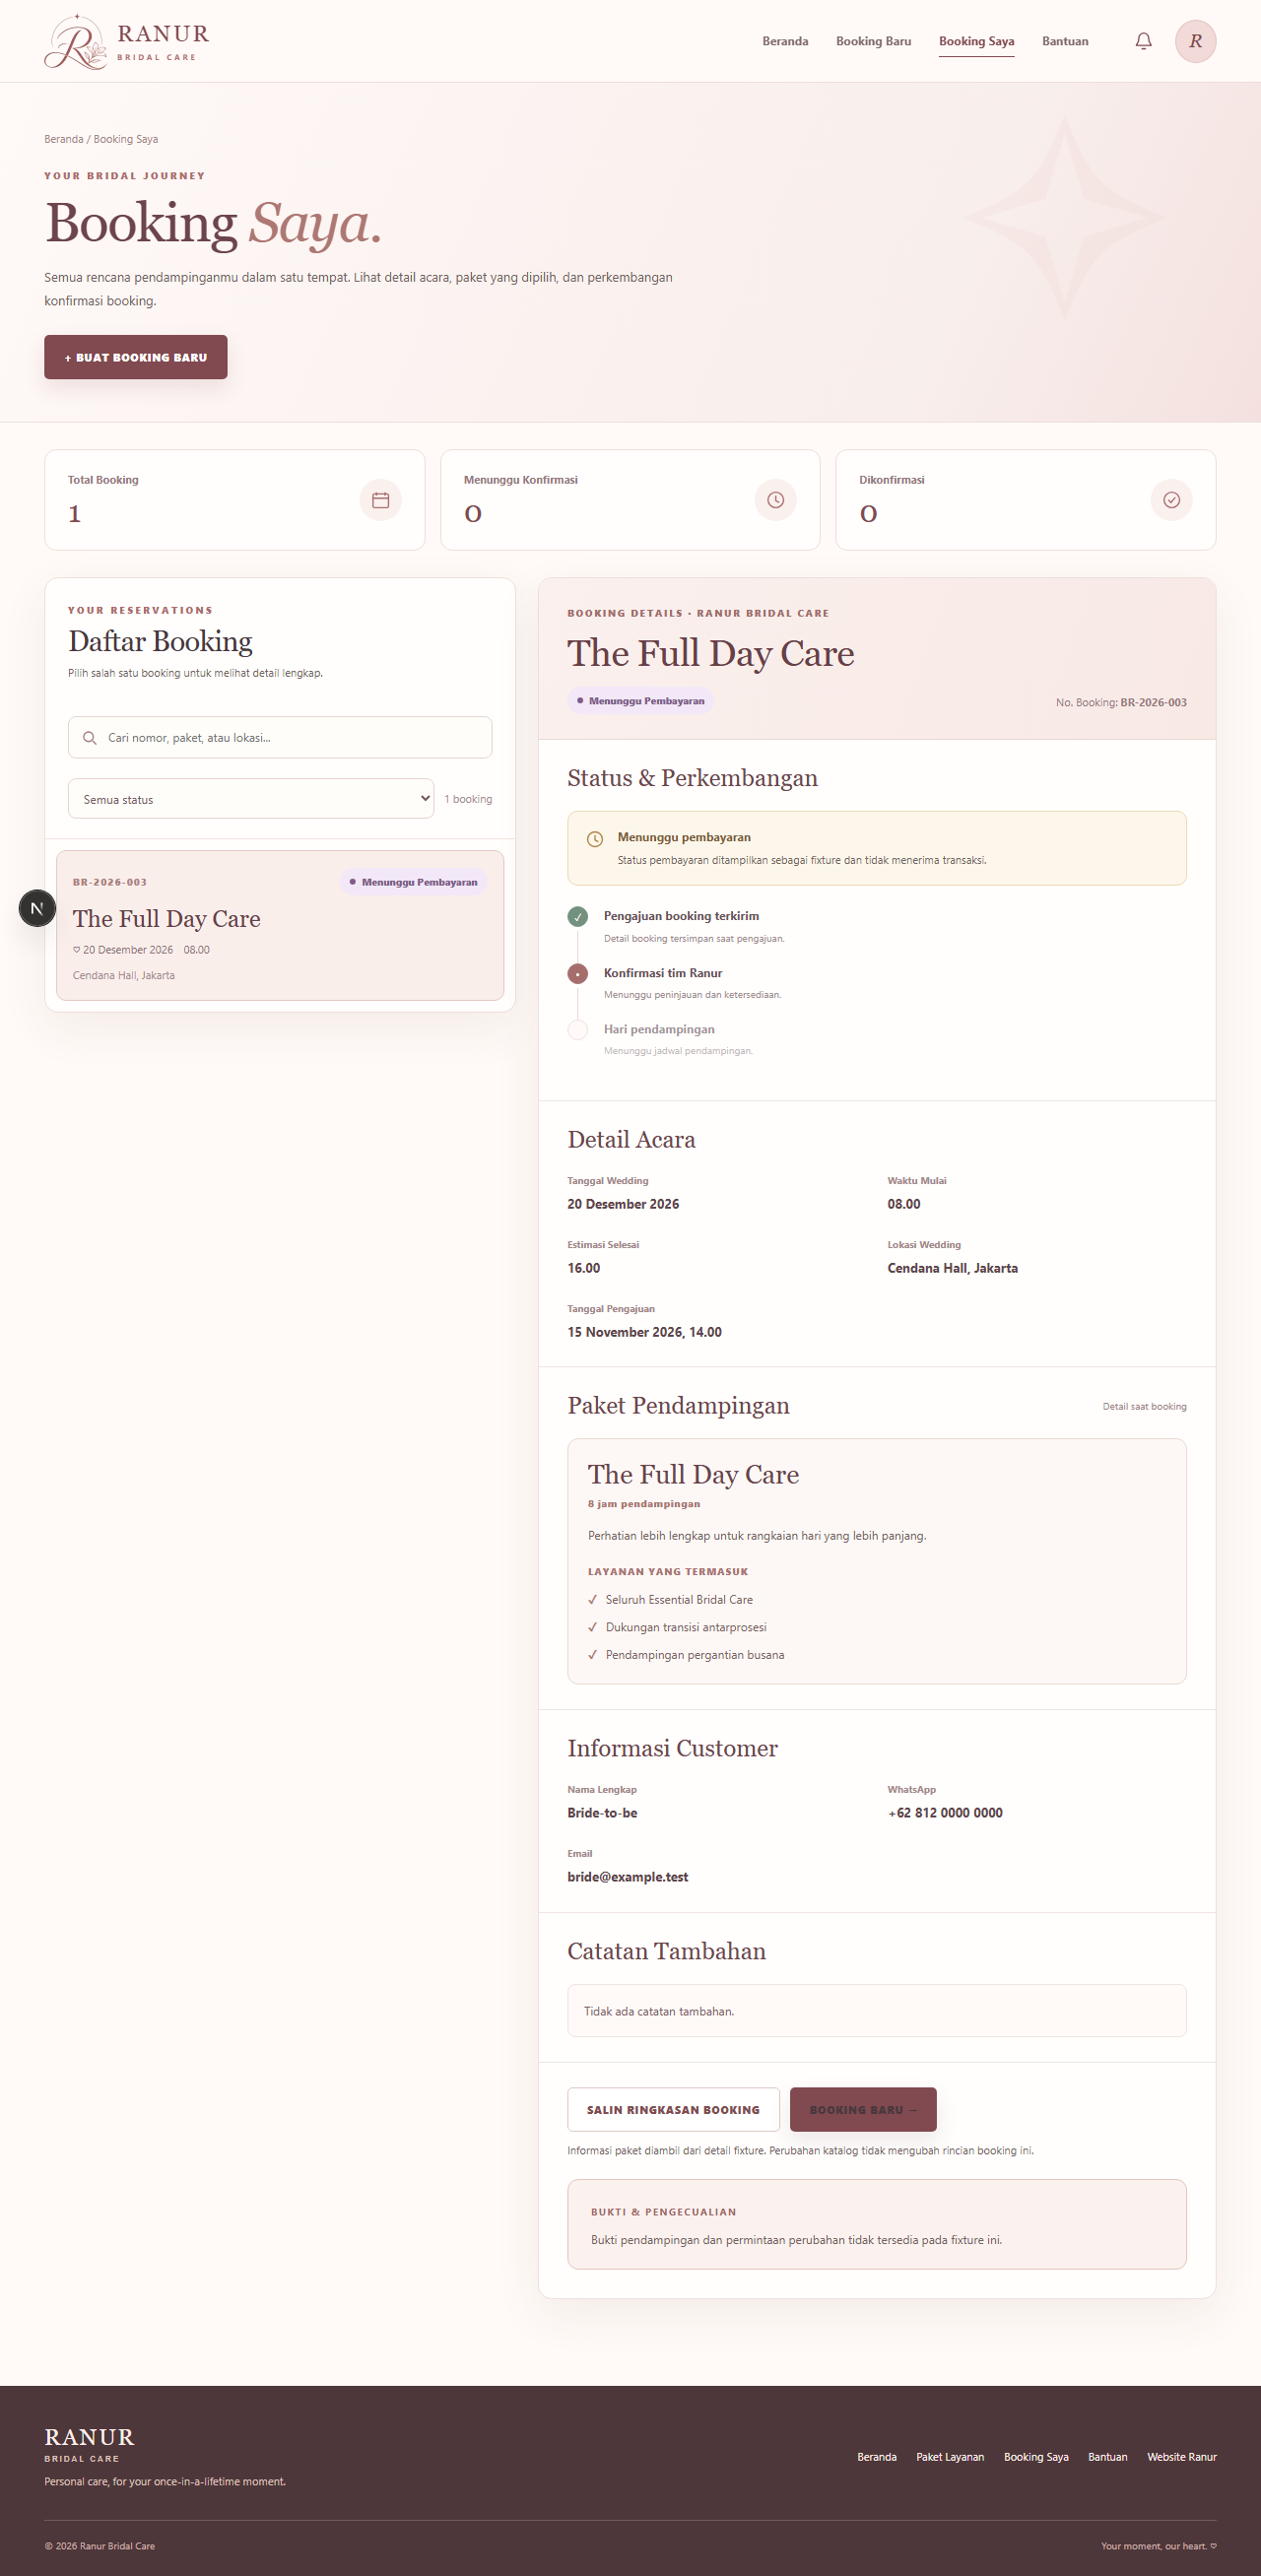 RANUR
BRIDAL CARE
Beranda
Booking Baru
Booking Saya
Bantuan
R
Beranda / Booking Saya
YOUR BRIDAL JOURNEY
Booking Saya.
Semua rencana pendampinganmu dalam satu tempat. Lihat detail acara, paket yang dipilih, dan perkembangan
konfirmasi booking.
+ BUAT BOOKING BARU
Total Booking
1
Menunggu Konfirmasi
0
Dikonfirmasi
0
YOUR RESERVATIONS
Daftar Booking
Pilih salah satu booking untuk melihat detail lengkap.
Cari nomor, paket, atau lokasi...
Semua status
1 booking
BR-2026-003
Menunggu Pembayaran
The Full Day Care
♡ 20 Desember 2026 08.00
Cendana Hall, Jakarta
N
BOOKING DETAILS • RANUR BRIDAL CARE
The Full Day Care
Menunggu Pembayaran
No. Booking: BR-2026-003
Status & Perkembangan
Menunggu pembayaran
Status pembayaran ditampilkan sebagai fixture dan tidak menerima transaksi.
✓ Pengajuan booking terkirim
Detail booking tersimpan saat pengajuan.
Konfirmasi tim Ranur
Menunggu peninjauan dan ketersediaan.
Hari pendampingan
Menunggu jadwal pendampingan.
Detail Acara
Tanggal Wedding
20 Desember 2026
Waktu Mulai
08.00
Estimasi Selesai
16.00
Lokasi Wedding
Cendana Hall, Jakarta
Tanggal Pengajuan
15 November 2026, 14.00
Paket Pendampingan
Detail saat booking
The Full Day Care
8 jam pendampingan
Perhatian lebih lengkap untuk rangkaian hari yang lebih panjang.
LAYANAN YANG TERMASUK
✓ Seluruh Essential Bridal Care
✓ Dukungan transisi antarprosesi
✓ Pendampingan pergantian busana
Informasi Customer
Nama Lengkap
Bride-to-be
WhatsApp
+62 812 0000 0000
Email
bride@example.test
Catatan Tambahan
Tidak ada catatan tambahan.
SALIN RINGKASAN BOOKING
BOOKING BARU →
Informasi paket diambil dari detail fixture. Perubahan katalog tidak mengubah rincian booking ini.
BUKTI & PENGECUALIAN
Bukti pendampingan dan permintaan perubahan tidak tersedia pada fixture ini.
RANUR
BRIDAL CARE
Personal care, for your once-in-a-lifetime moment.
Beranda
Paket Layanan
Booking Saya
Bantuan
Website Ranur
© 2026 Ranur Bridal Care
Your moment, our heart. ♡